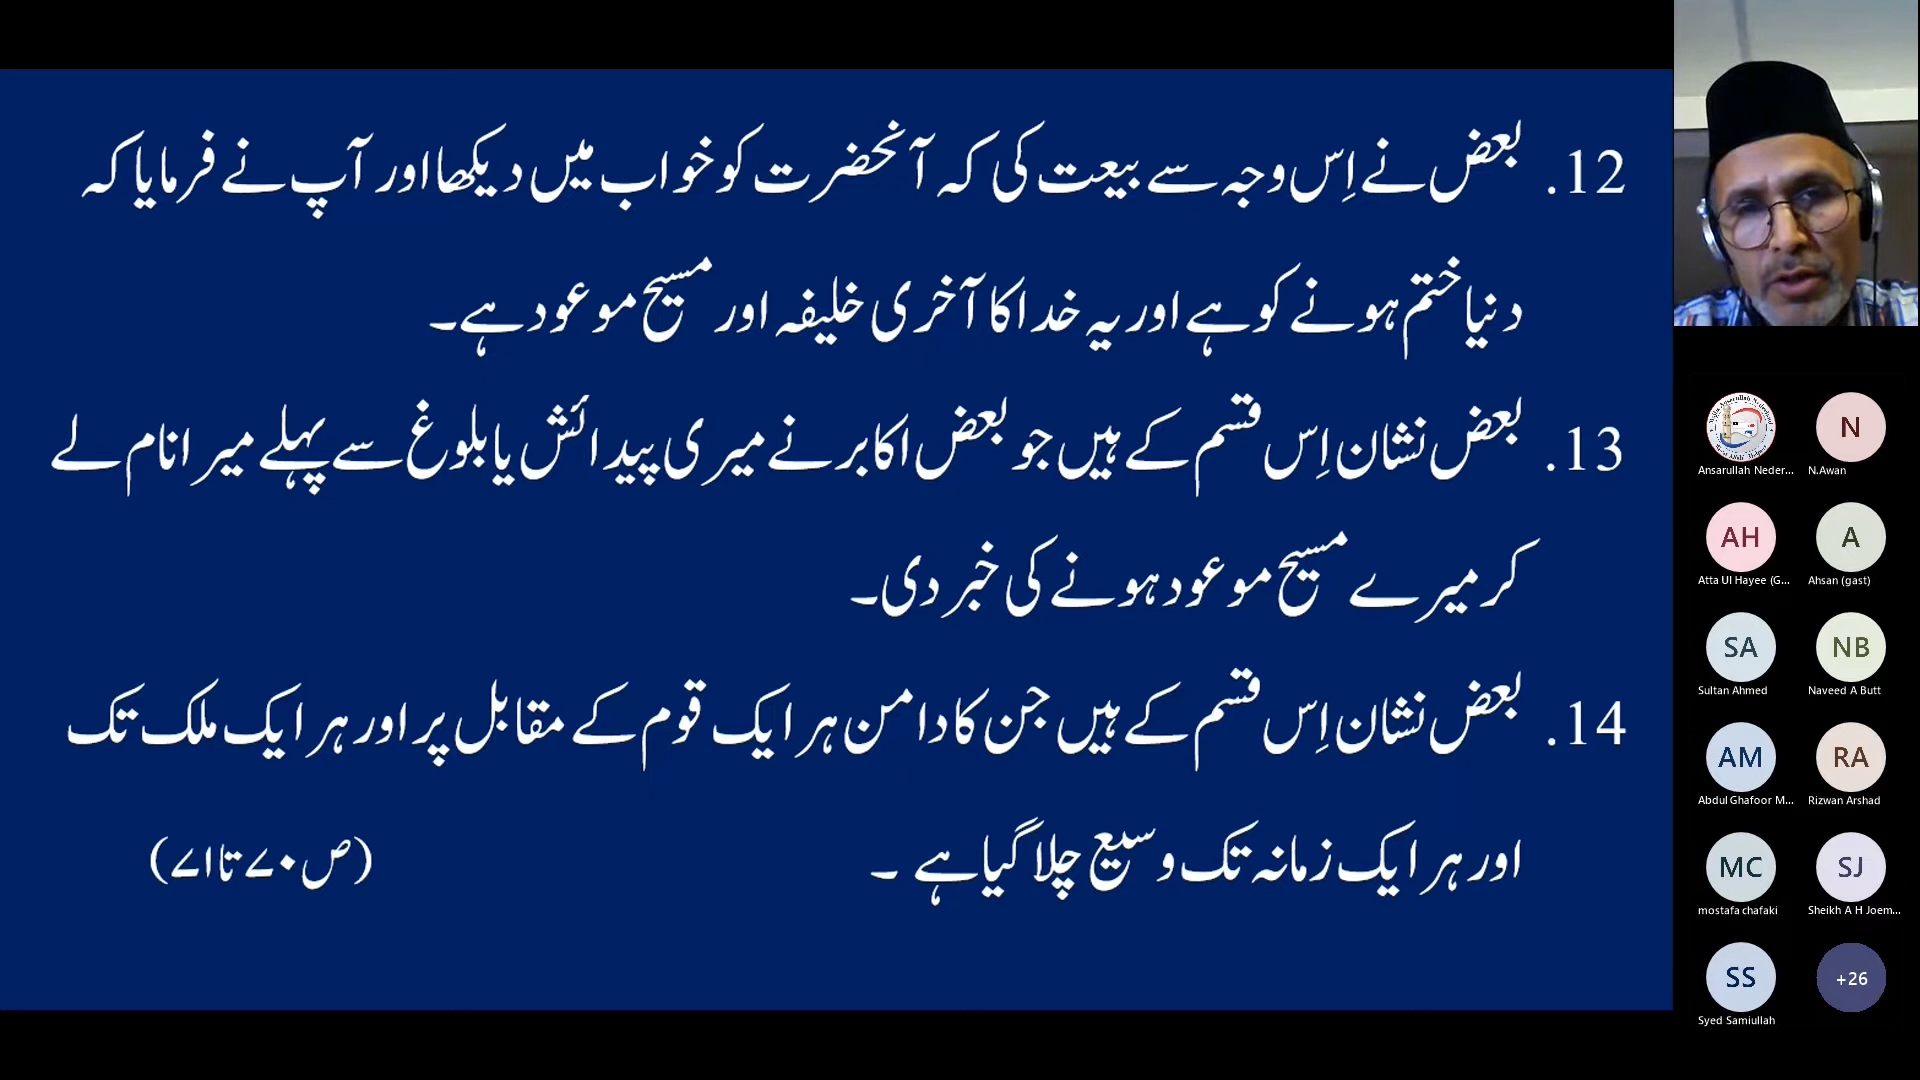 12. بعض نے اِس وجہ سے بیعت کی کہ آنحضرت کو خواب میں دیکھا اور آپ نے فرمایا کہ
دنیا ختم ہونے کو ہے اور یہ خدا کا آخری خلیفہ اور مسیح موعود ہے۔
13. بعض نشان اِس قسم کے ہیں جو بعض اکابر نے میری پیدائش یا بلوغ سے پہلے میرا نام لے
کر میرے مسیح موعود ہونے کی خبر دی۔
14. بعض نشان اِس قسم کے ہیں جن کا دامن ہر ایک قوم کے مقابل پر اور ہر ایک ملک تک
اور ہر ایک زمانہ تک وسیع چلا گیا ہے ۔ (ص۷۰ تا ۷۱)
Ansarullah Neder...
N
N.Awan
AH
Atta Ul Hayee (G...
A
Ahsan (gast)
SA
Sultan Ahmed
NB
Naveed A Butt
AM
Abdul Ghafoor M...
RA
Rizwan Arshad
MC
mostafa chafaki
SJ
Sheikh A H Joem...
SS
Syed Samiullah
+26